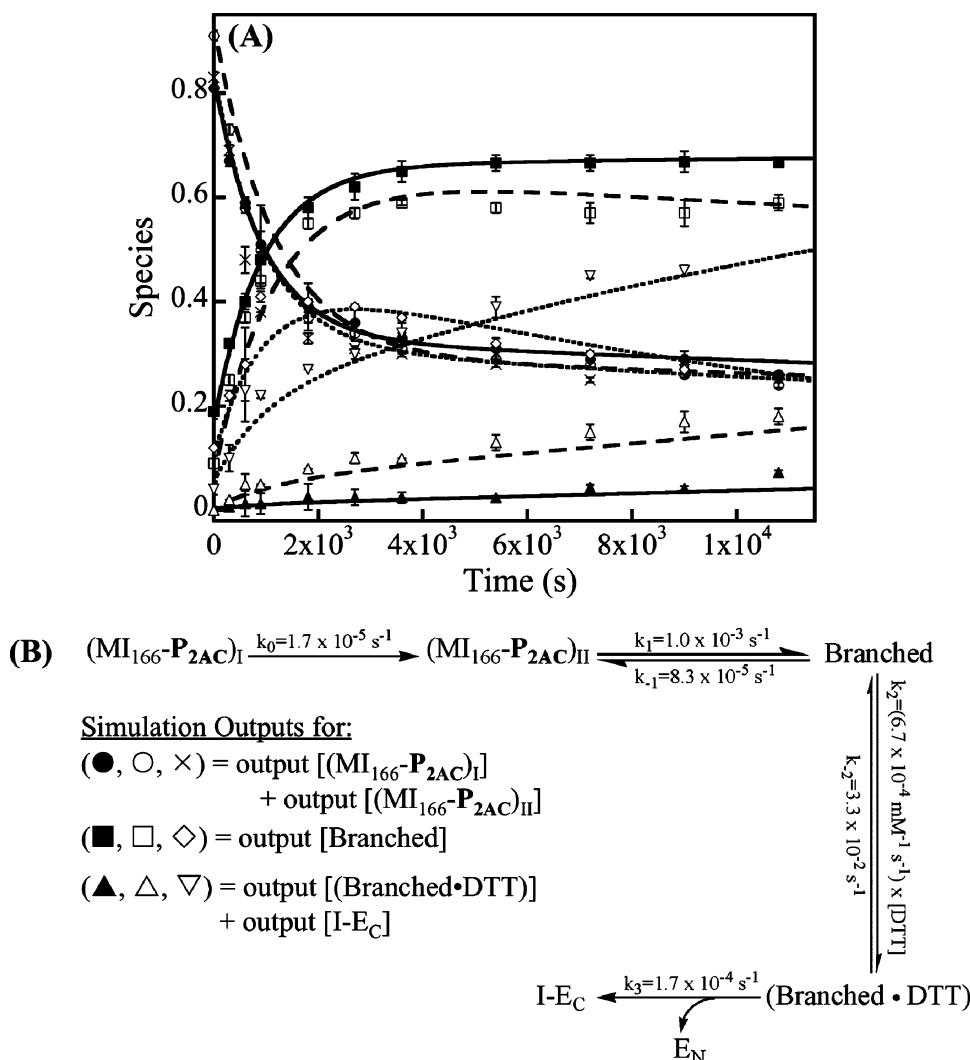 (A)
Species
0.8
0.6
0.4
0.2
0
0 2x10³ 4x10³ 6x10³ 8x10³ 1x10⁴
Time (s)
(B)
(MI₁₆₆-P₂AC)I k₀=1.7 x 10⁻⁵ s⁻¹ (MI₁₆₆-P₂AC)II k₁=1.0 x 10⁻³ s⁻¹ Branched
k₋₁=8.3 x 10⁻⁵ s⁻¹
k₂=(6.7 x 10⁻⁴ mM⁻¹ s⁻¹) x [DTT]
k₋₂=3.3 x 10⁻² s⁻¹
Simulation Outputs for:
(●, ○, ×) = output [(MI₁₆₆-P₂AC)I]
+ output [(MI₁₆₆-P₂AC)II]
(■, □, ◇) = output [Branched]
(▲, △, ▽) = output [(Branched•DTT)]
+ output [I-EC]
I-EC k₃=1.7 x 10⁻⁴ s⁻¹ (Branched • DTT)
EN